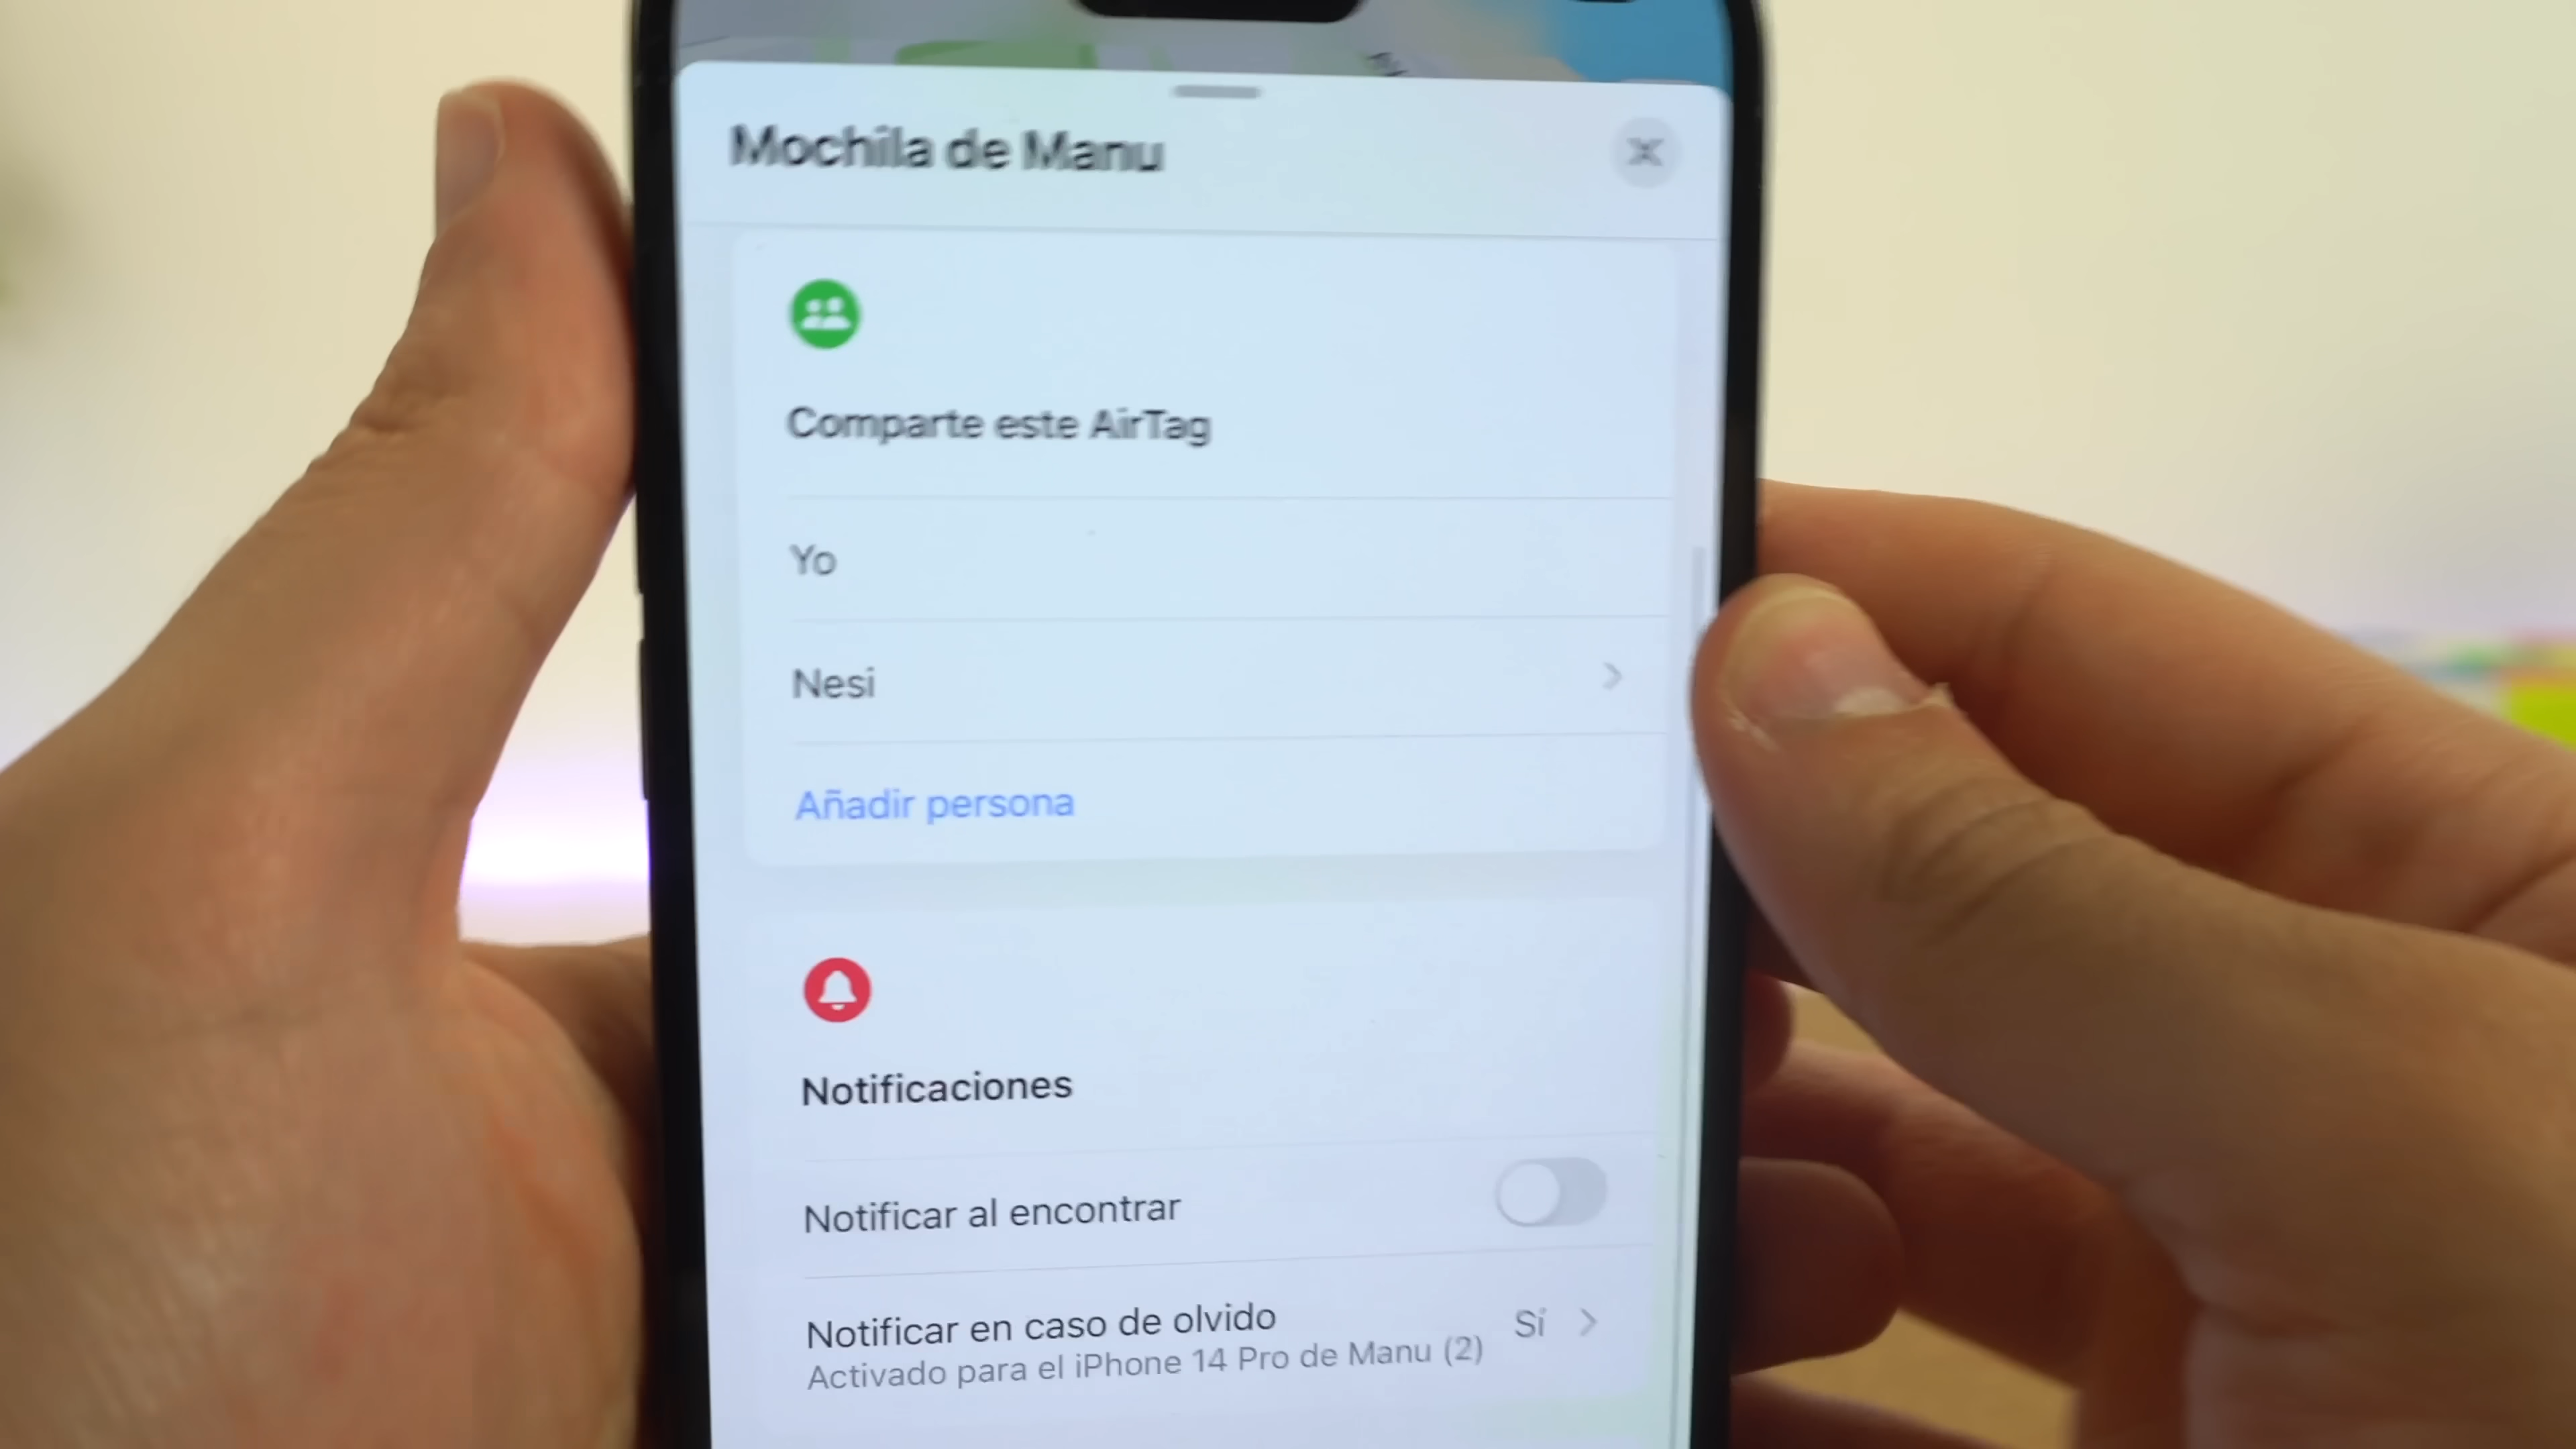 Mochila de Manu
Comparte este AirTag
Yo
Nesi
Añadir persona
Notificaciones
Notificar al encontrar
Notificar en caso de olvido
Sí
Activado para el iPhone 14 Pro de Manu (2)